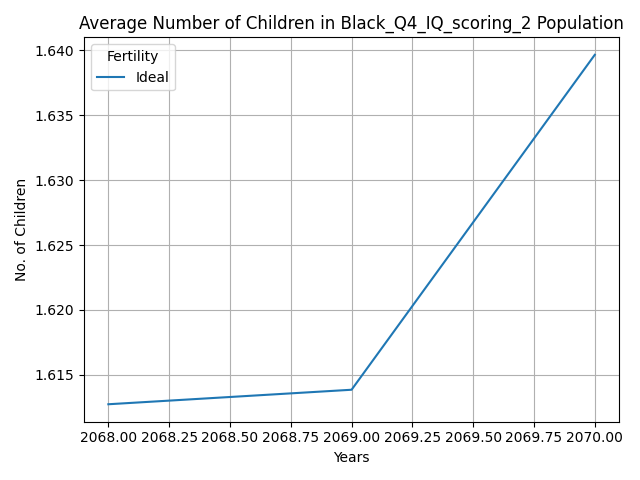 Average Number of Children in Black_Q4_IQ_scoring_2 Population
Fertility
Ideal
No. of Children
1.640
1.635
1.630
1.625
1.620
1.615
2068.00 2068.25 2068.50 2068.75 2069.00 2069.25 2069.50 2069.75 2070.00
Years